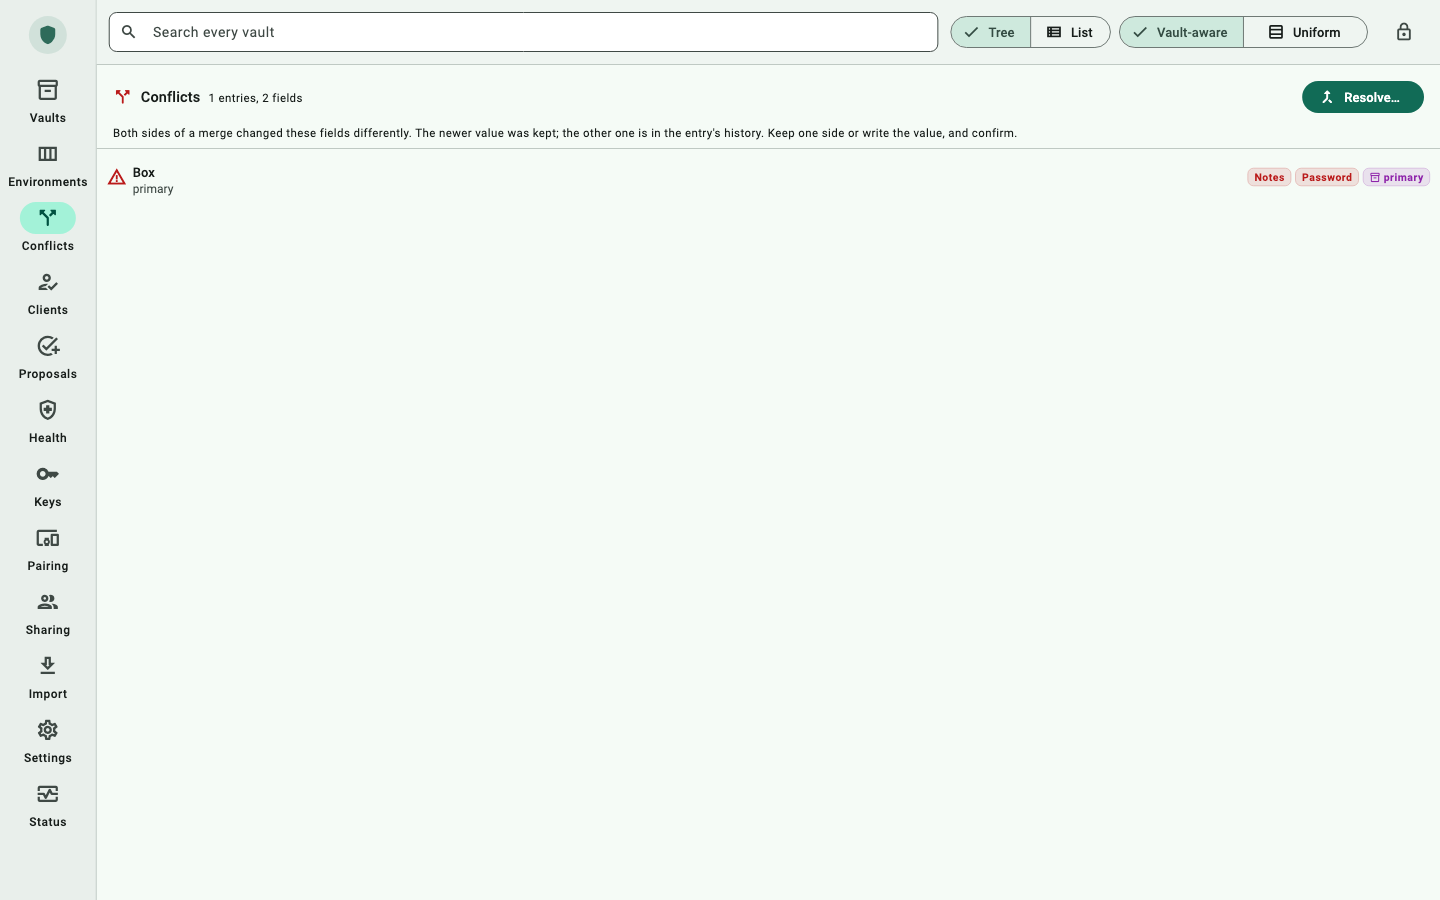 Search every vault
Tree
List
Vault-aware
Uniform
Vaults
Environments
Conflicts
Clients
Proposals
Health
Keys
Pairing
Sharing
Import
Settings
Status
Conflicts 1 entries, 2 fields
Resolve...
Both sides of a merge changed these fields differently. The newer value was kept; the other one is in the entry's history. Keep one side or write the value, and confirm.
Box
primary
Notes
Password
primary